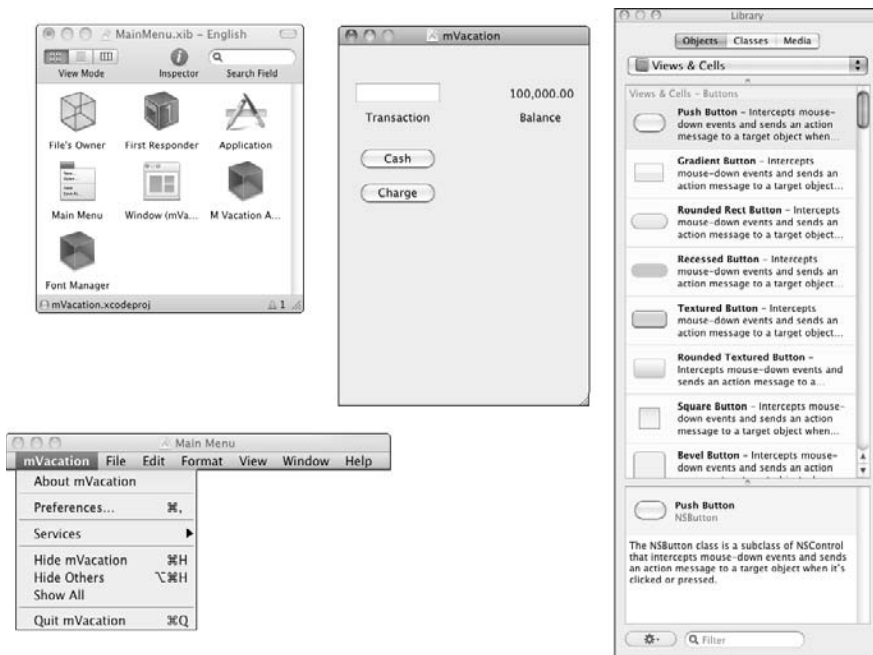 MainMenu.xib – English
View Mode
Inspector
Search Field
File's Owner
First Responder
Application
Main Menu
Window (mVa...
M Vacation A...
Font Manager
mVacation.xcodeproj
1
mVacation
100,000.00
Transaction
Balance
Cash
Charge
Main Menu
mVacation File Edit Format View Window Help
About mVacation
Preferences... ⌘,
Services
Hide mVacation ⌘H
Hide Others ⌥⌘H
Show All
Quit mVacation ⌘Q
Library
Objects Classes Media
Views & Cells
Views & Cells – Buttons
Push Button – Intercepts mouse-
down events and sends an action
message to a target object when...
Gradient Button – Intercepts
mouse-down events and sends an
action message to a target object...
Rounded Rect Button – Intercepts
mouse-down events and sends an
action message to a target object...
Recessed Button – Intercepts
mouse-down events and sends an
action message to a target object...
Textured Button – Intercepts
mouse-down events and sends an
action message to a target object...
Rounded Textured Button –
Intercepts mouse-down events and
sends an action message to a...
Square Button – Intercepts mouse-
down events and sends an action
message to a target object when...
Bevel Button – Intercepts mouse-
down events and sends an action
Push Button
NSButton
The NSButton class is a subclass of NSControl
that intercepts mouse-down events and sends
an action message to a target object when it's
clicked or pressed.
Filter